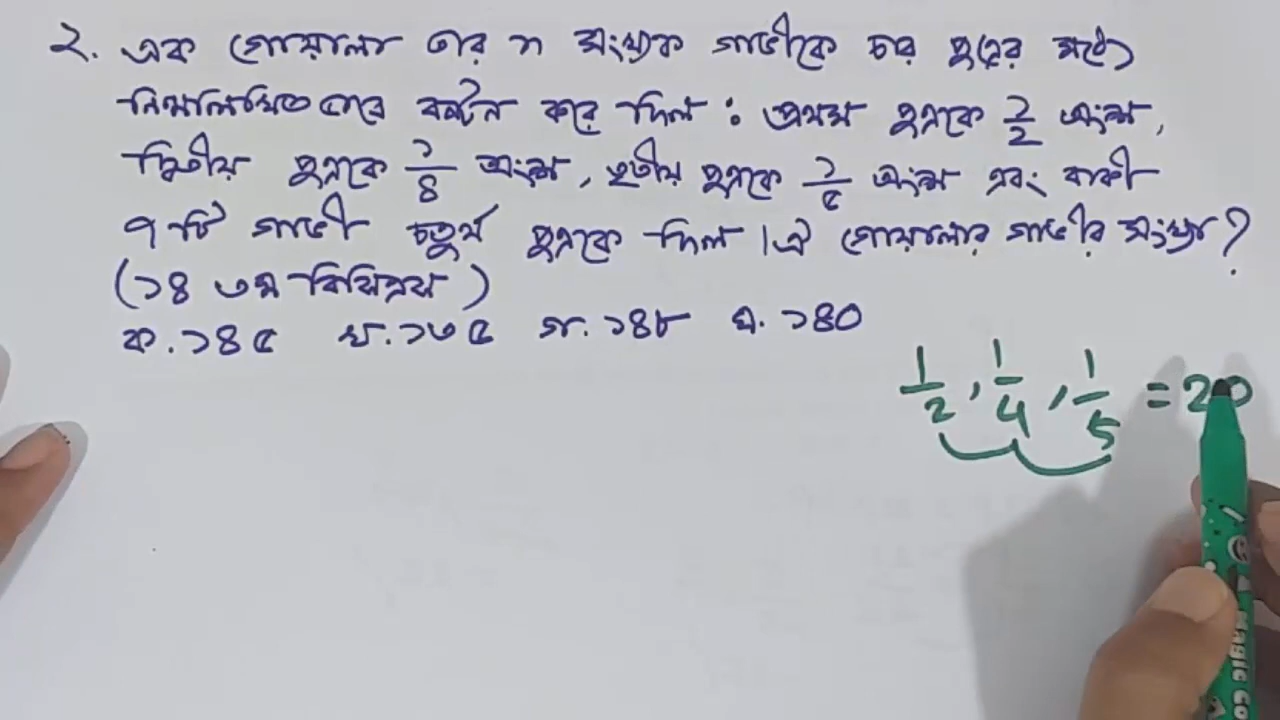 ২. এক গোয়ালা তার n সংখ্যক গাভীকে চার পুত্রের মধ্যে
নিম্নলিখিতভাবে বন্টন করে দিল : প্রথম পুত্রকে ১/২ অংশ,
দ্বিতীয় পুত্রকে ১/৪ অংশ, তৃতীয় পুত্রকে ১/৫ অংশ এবং বাকী
৭টি গাভী চতুর্থ পুত্রকে দিল। ঐ গোয়ালার গাভীর সংখ্যা?
(১৪ তম বিসিএস)
ক. ১৪৫ খ. ১৩৫ গ. ১৪৮ ঘ. ১৪০
1/2, 1/4, 1/5 = 20